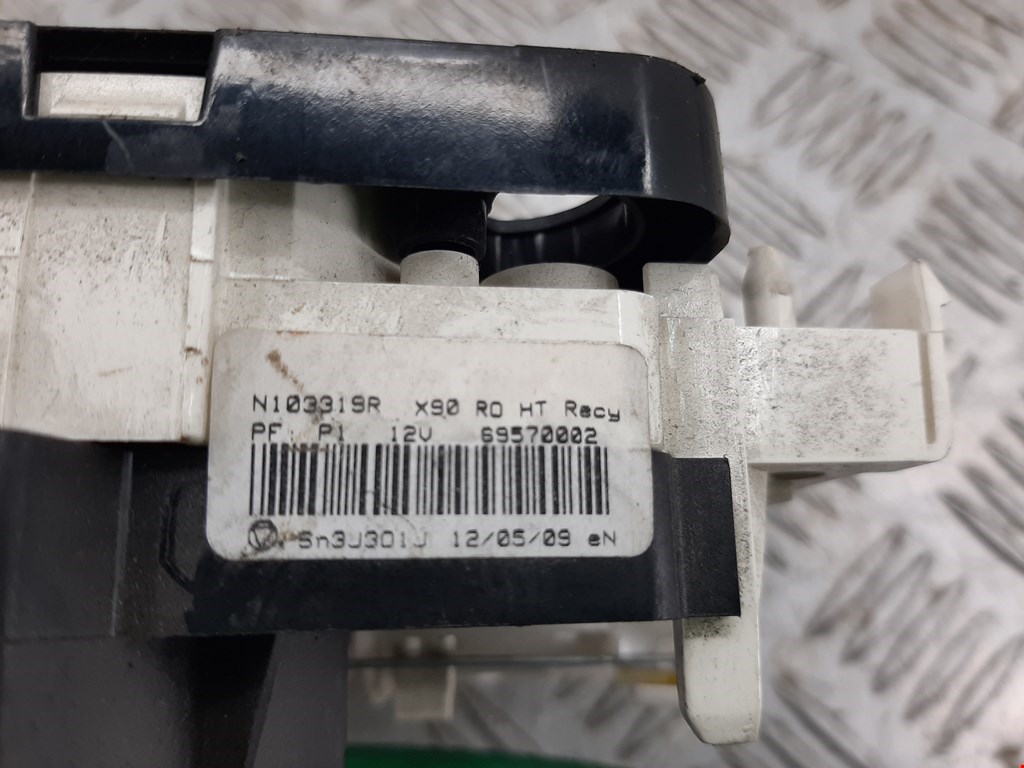 N103319R X90 RO HT Recy
PF: P1 12V 69570002
Sn3U301J 12/05/09 eN